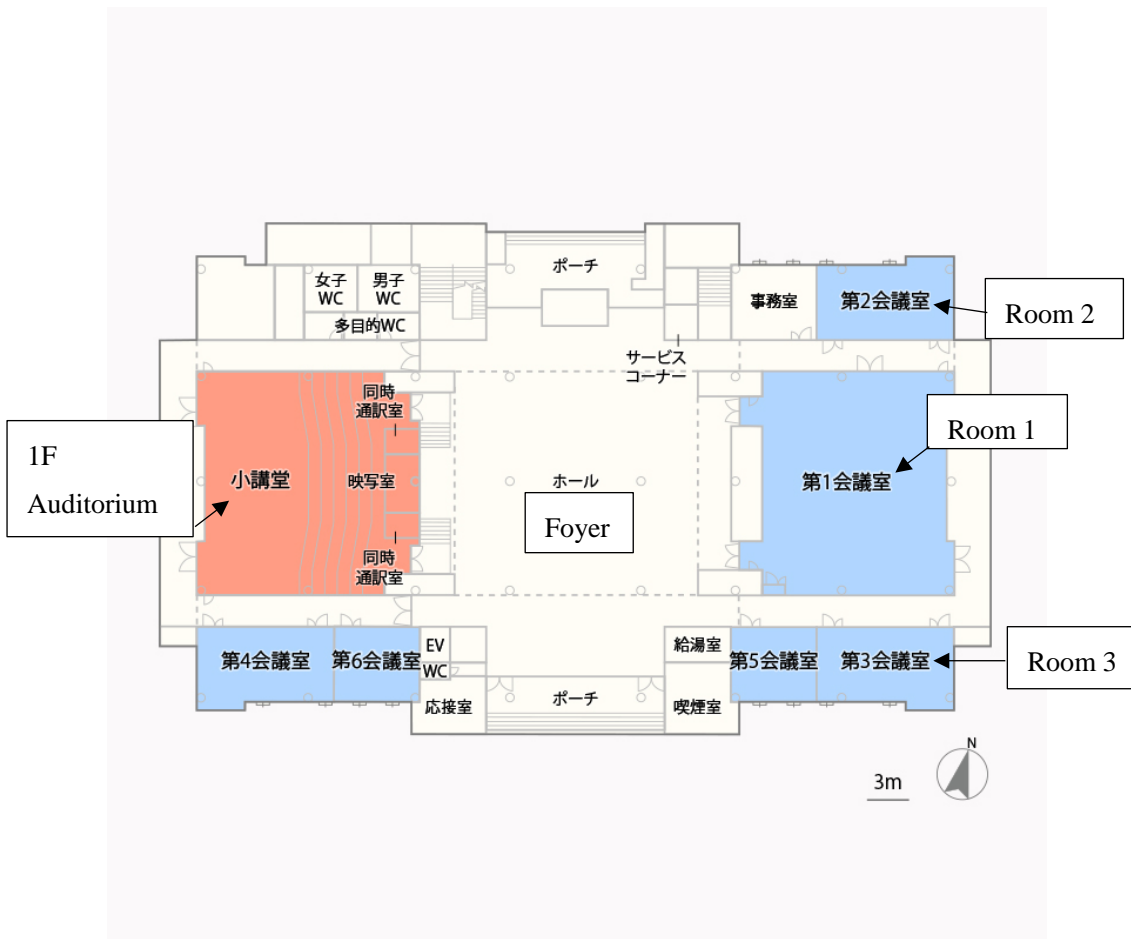 ポーチ
女子
WC
男子
WC
多目的WC
事務室
第2会議室
Room 2
サービス
コーナー
同時
通訳室
1F
Auditorium
小講堂
映写室
ホール
Foyer
第1会議室
Room 1
同時
通訳室
第4会議室
第6会議室
EV
WC
応接室
ポーチ
給湯室
喫煙室
第5会議室
第3会議室
Room 3
N
3m